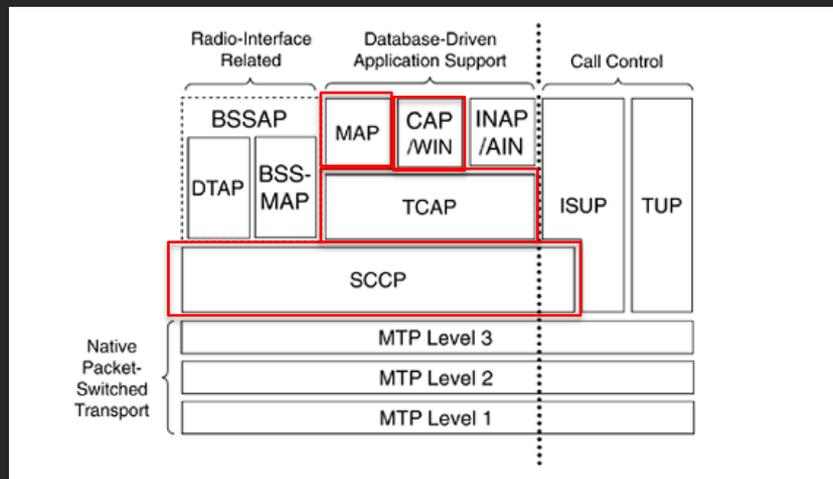 Radio-Interface
Related
Database-Driven
Application Support
Call Control
BSSAP
MAP
CAP
/WIN
INAP
/AIN
DTAP
BSS-
MAP
TCAP
ISUP
TUP
SCCP
Native
Packet-
Switched
Transport
MTP Level 3
MTP Level 2
MTP Level 1